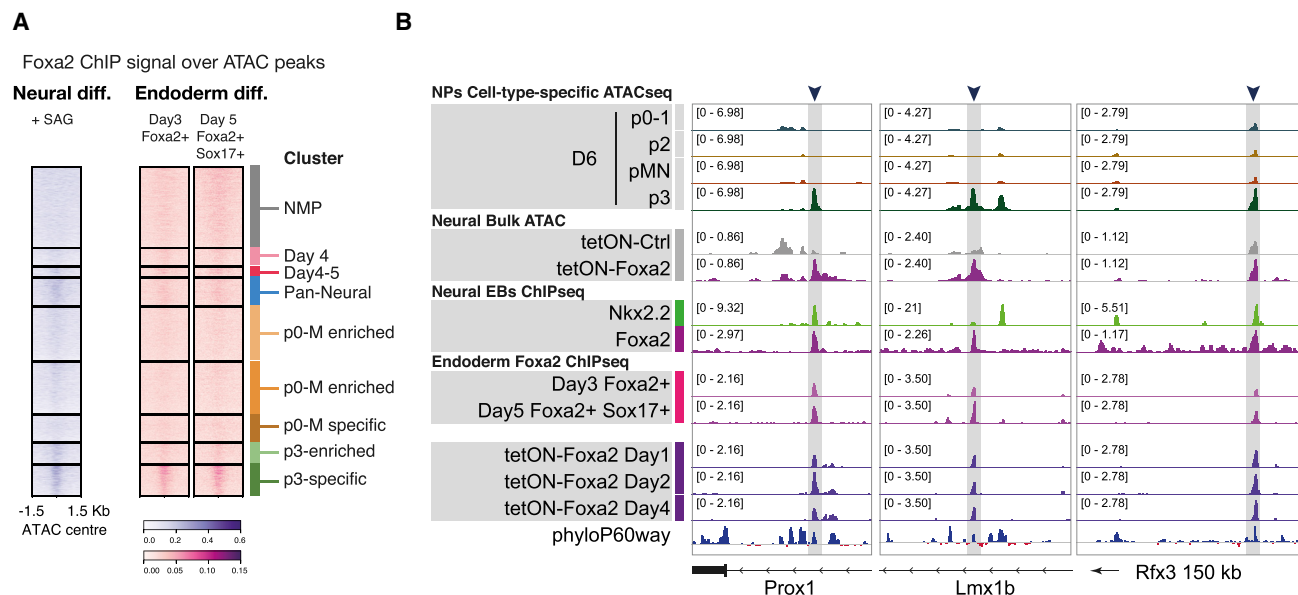 A
Foxa2 ChIP signal over ATAC peaks
Neural diff.
Endoderm diff.
+ SAG
Day3
Foxa2+
Day 5
Foxa2+
Sox17+
Cluster
NMP
Day 4
Day4-5
Pan-Neural
p0-M enriched
p0-M enriched
p0-M specific
p3-enriched
p3-specific
-1.5 1.5 Kb
ATAC centre
0.0 0.2 0.4 0.6
0.00 0.05 0.10 0.15
B
NPs Cell-type-specific ATACseq
D6
p0-1 [0 - 6.98] [0 - 4.27] [0 - 2.79]
p2 [0 - 6.98] [0 - 4.27] [0 - 2.79]
pMN [0 - 6.98] [0 - 4.27] [0 - 2.79]
p3 [0 - 6.98] [0 - 4.27] [0 - 2.79]
Neural Bulk ATAC
tetON-Ctrl [0 - 0.86] [0 - 2.40] [0 - 1.12]
tetON-Foxa2 [0 - 0.86] [0 - 2.40] [0 - 1.12]
Neural EBs ChIPseq
Nkx2.2 [0 - 9.32] [0 - 21] [0 - 5.51]
Foxa2 [0 - 2.97] [0 - 2.26] [0 - 1.17]
Endoderm Foxa2 ChIPseq
Day3 Foxa2+ [0 - 2.16] [0 - 3.50] [0 - 2.78]
Day5 Foxa2+ Sox17+ [0 - 2.16] [0 - 3.50] [0 - 2.78]
tetON-Foxa2 Day1 [0 - 2.16] [0 - 3.50] [0 - 2.78]
tetON-Foxa2 Day2 [0 - 2.16] [0 - 3.50] [0 - 2.78]
tetON-Foxa2 Day4 [0 - 2.16] [0 - 3.50] [0 - 2.78]
phyloP60way
Prox1 Lmx1b Rfx3 150 kb